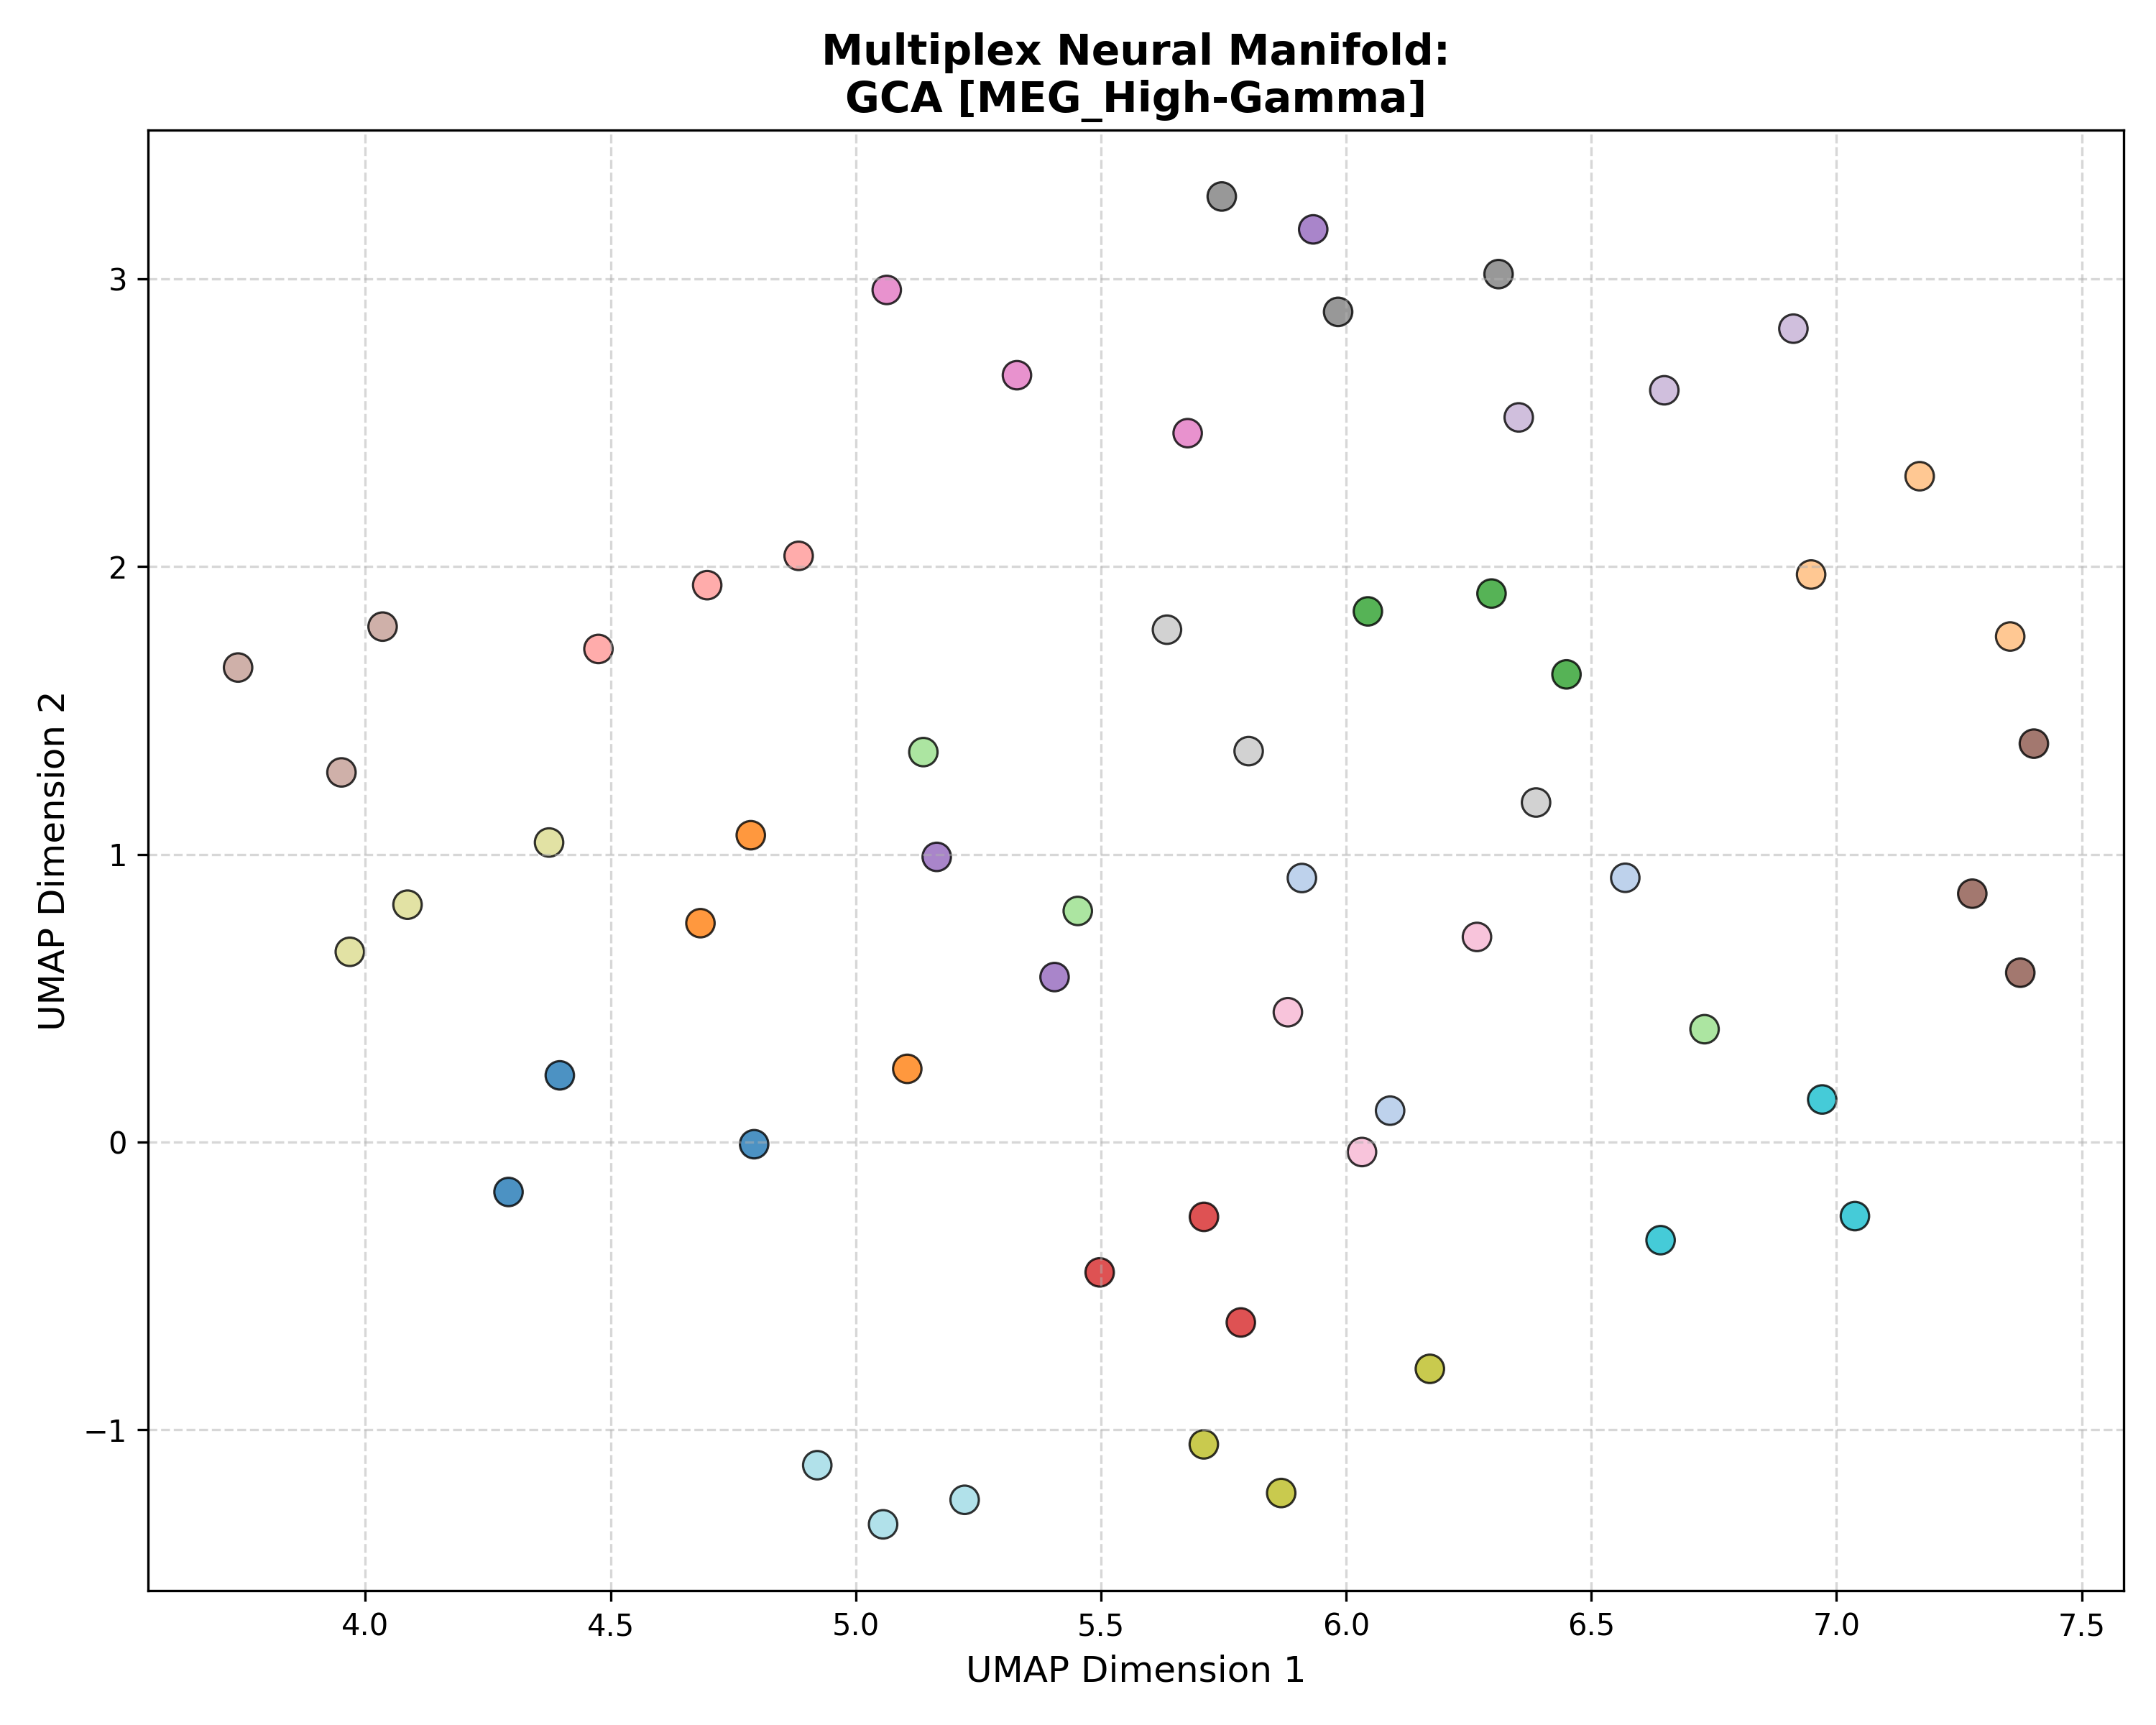 Multiplex Neural Manifold:
GCA [MEG_High-Gamma]
3
2
1
0
−1
UMAP Dimension 2
4.0 4.5 5.0 5.5 6.0 6.5 7.0 7.5
UMAP Dimension 1